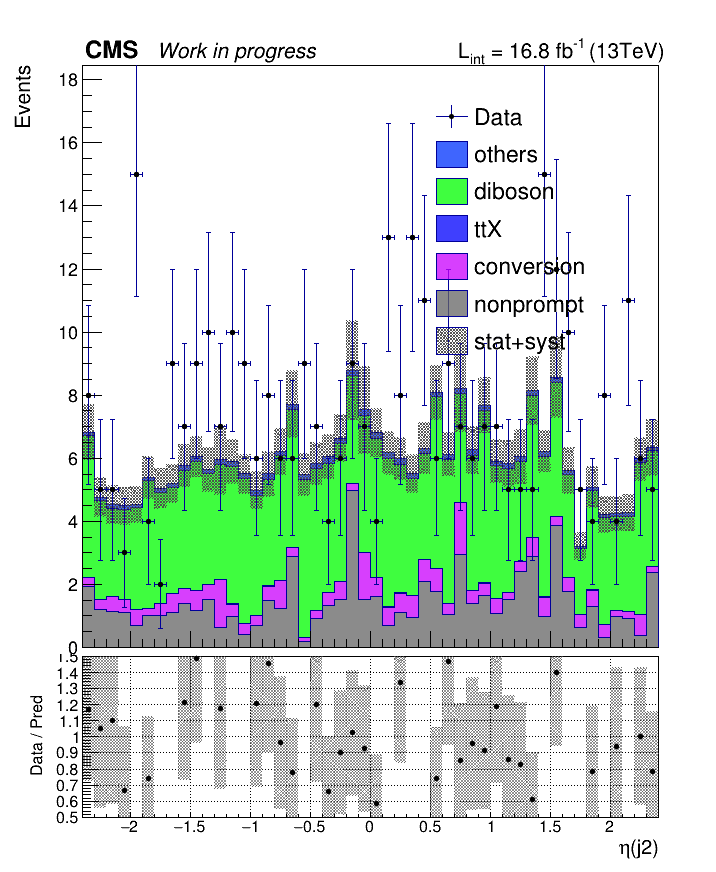 CMS Work in progress L_int = 16.8 fb⁻¹ (13TeV)
Events
18
16
14
12
10
8
6
4
2
0
Data
others
diboson
ttX
conversion
nonprompt
stat+syst
Data / Pred
1.5
1.4
1.3
1.2
1.1
1
0.9
0.8
0.7
0.6
0.5
−2 −1.5 −1 −0.5 0 0.5 1 1.5 2
η(j2)